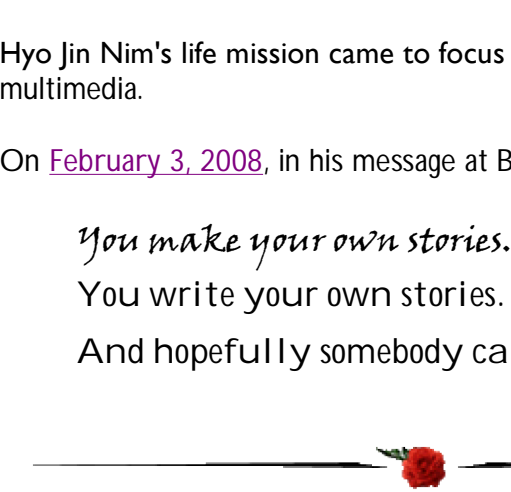 Hyo Jin Nim's life mission came to focus
multimedia.
On February 3, 2008, in his message at B
You make your own stories.
You write your own stories.
And hopefully somebody ca